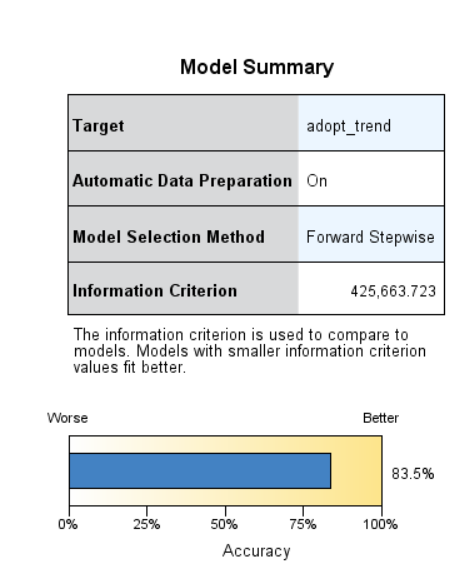 Model Summary
Target adopt_trend
Automatic Data Preparation On
Model Selection Method Forward Stepwise
Information Criterion 425,663.723
The information criterion is used to compare to
models. Models with smaller information criterion
values fit better.
Worse Better
83.5%
0% 25% 50% 75% 100%
Accuracy